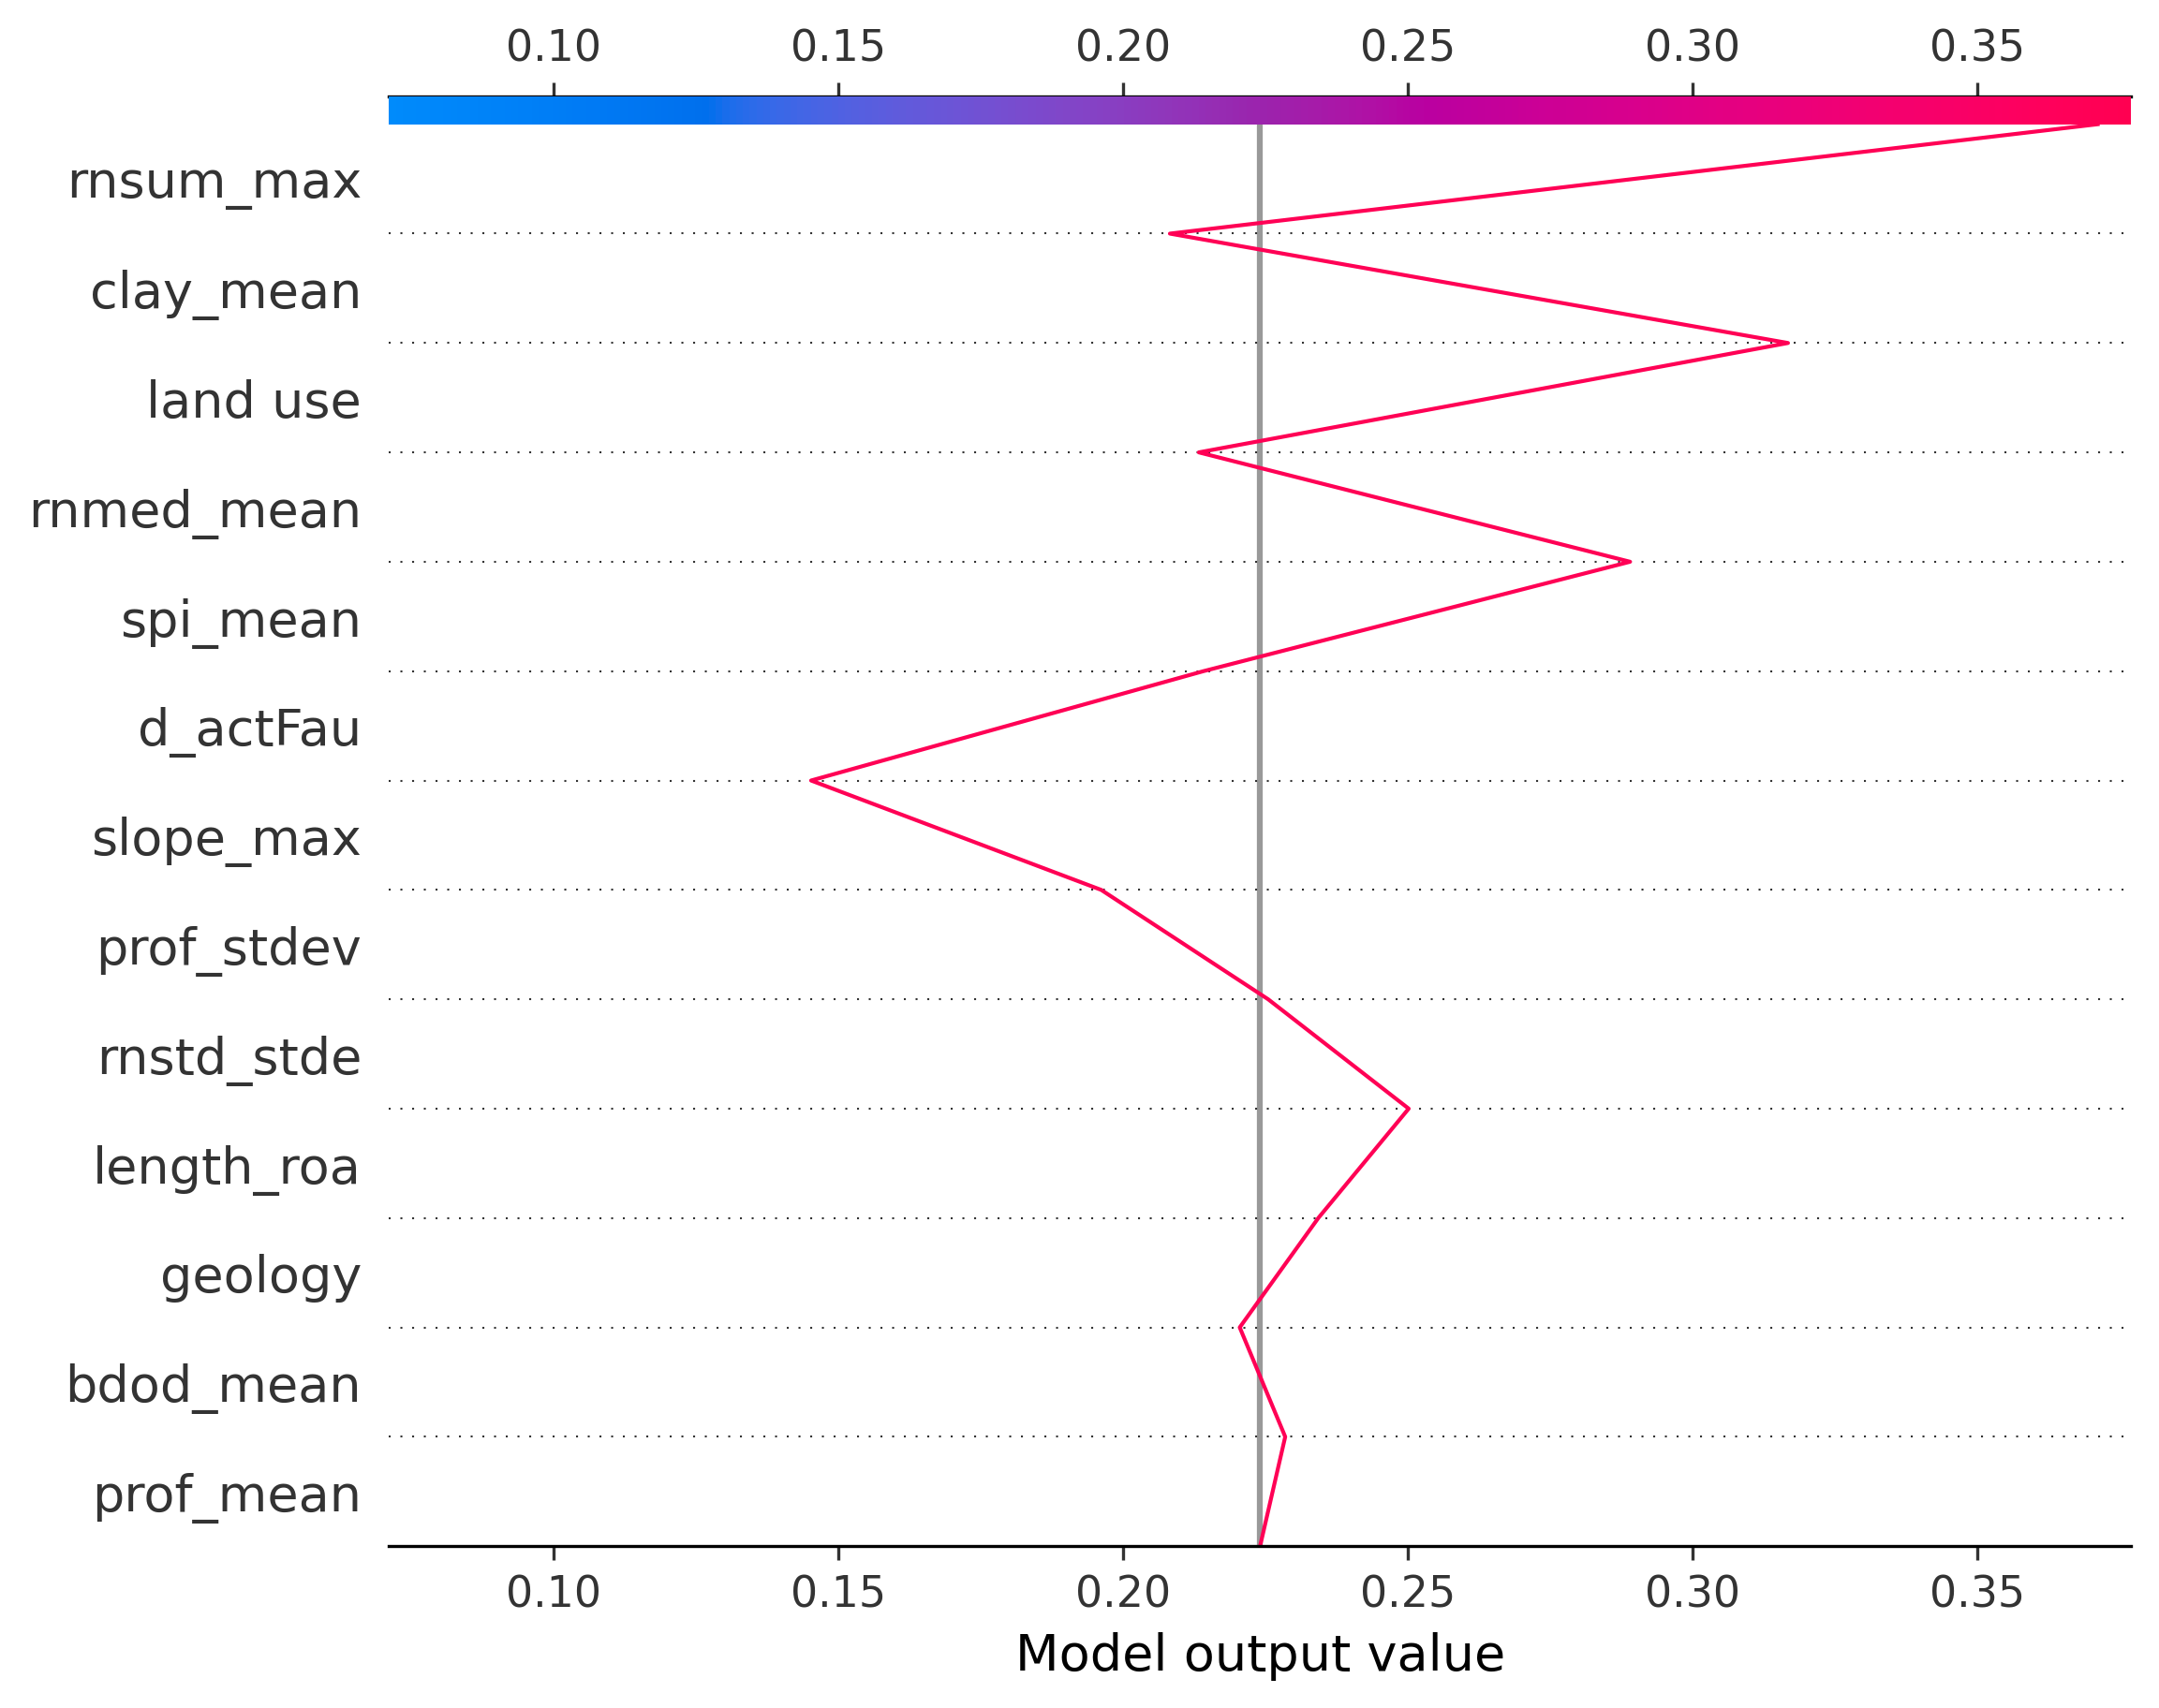 0.10 0.15 0.20 0.25 0.30 0.35
rnsum_max
clay_mean
land use
rnmed_mean
spi_mean
d_actFau
slope_max
prof_stdev
rnstd_stde
length_roa
geology
bdod_mean
prof_mean
0.10 0.15 0.20 0.25 0.30 0.35
Model output value